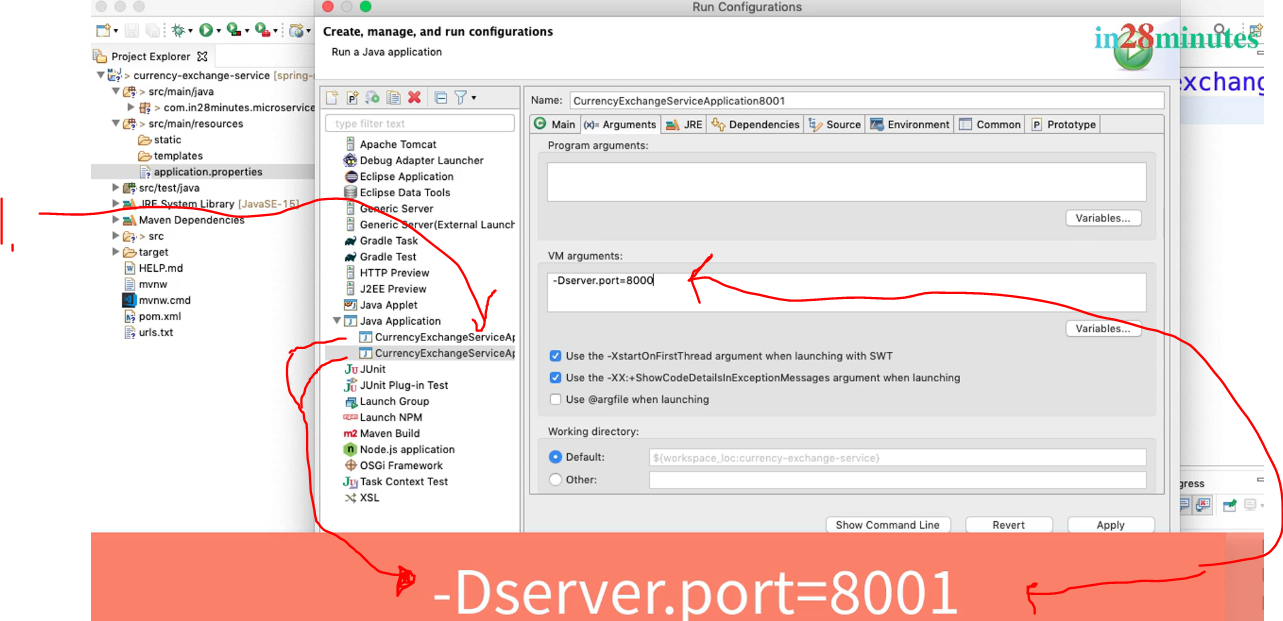 Run Configurations
Create, manage, and run configurations
Run a Java application
in28minutes
Project Explorer
> currency-exchange-service [spring-
> src/main/java
> com.in28minutes.microservice
> src/main/resources
static
templates
application.properties
src/test/java
JRE System Library [JavaSE-15]
Maven Dependencies
> src
target
HELP.md
mvnw
mvnw.cmd
pom.xml
urls.txt
1.
type filter text
Apache Tomcat
Debug Adapter Launcher
Eclipse Application
Eclipse Data Tools
Generic Server
Generic Server(External Launch
Gradle Task
Gradle Test
HTTP Preview
J2EE Preview
Java Applet
Java Application
CurrencyExchangeServiceAp
CurrencyExchangeServiceAp
JUnit
JUnit Plug-in Test
Launch Group
Launch NPM
Maven Build
Node.js application
OSGi Framework
Task Context Test
XSL
Name: CurrencyExchangeServiceApplication8001
Main (x)= Arguments JRE Dependencies Source Environment Common Prototype
Program arguments:
Variables...
VM arguments:
-Dserver.port=8000
Variables...
Use the -XstartOnFirstThread argument when launching with SWT
Use the -XX:+ShowCodeDetailsInExceptionMessages argument when launching
Use @argfile when launching
Working directory:
Default: ${workspace_loc:currency-exchange-service}
Other:
Show Command Line Revert Apply
exchang
gress
-Dserver.port=8001